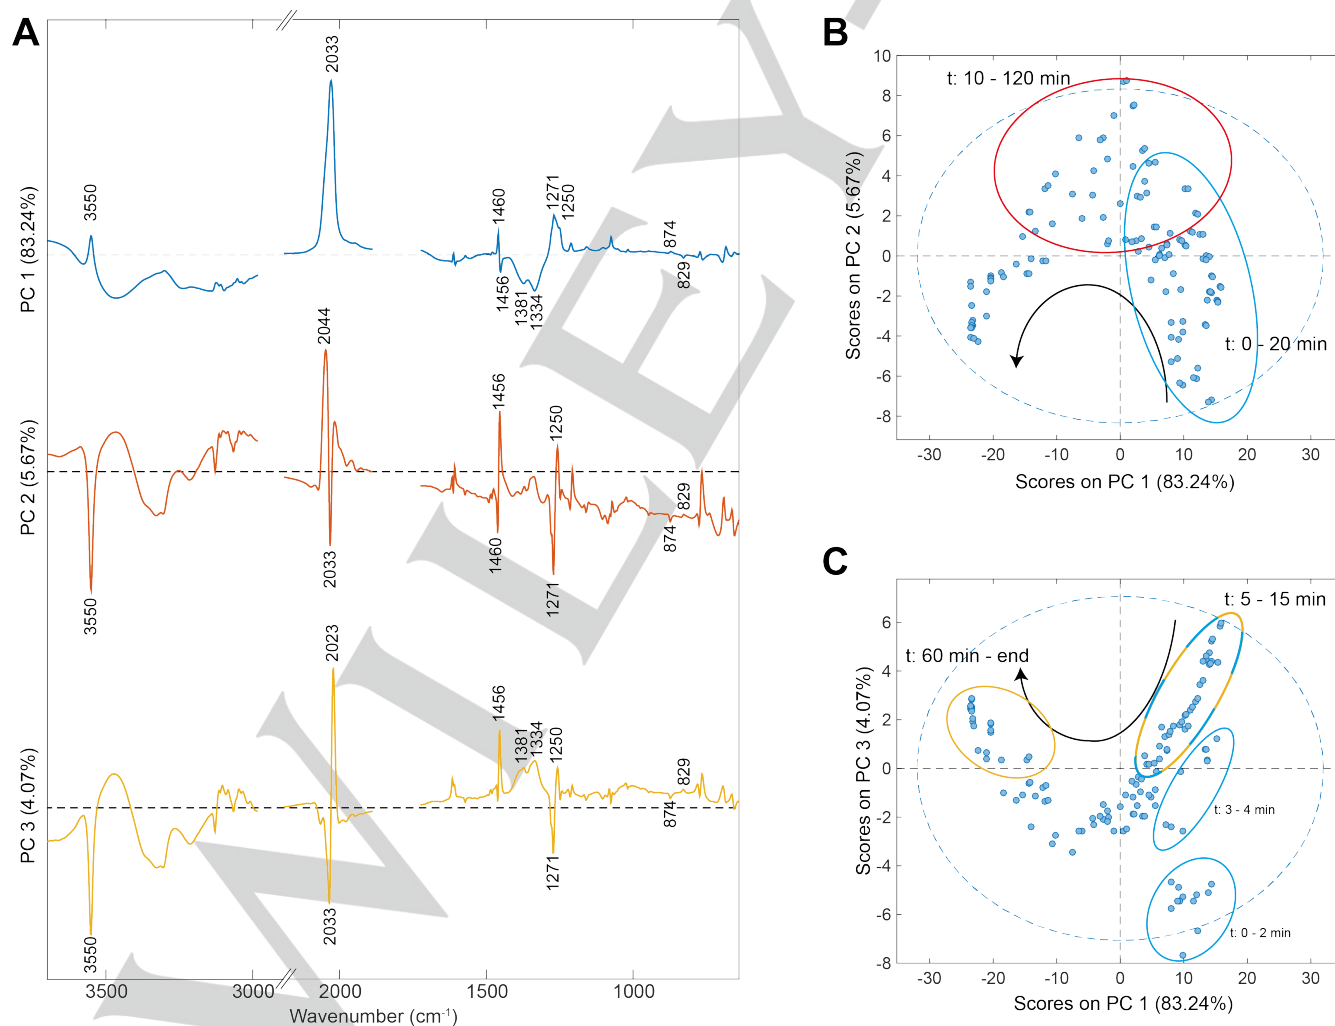 A
2033
3550
1460
1271
1250
874
829
1456
1381
1334
PC 1 (83.24%)
2044
1456
1250
829
874
1460
1271
2033
3550
PC 2 (5.67%)
2023
1456
1381
1334
1250
829
874
1271
2033
3550
PC 3 (4.07%)
3500 3000 2000 1500 1000
Wavenumber (cm-1)
B
10
8
6
4
2
0
-2
-4
-6
-8
t: 10 - 120 min
t: 0 - 20 min
Scores on PC 2 (5.67%)
-30 -20 -10 0 10 20 30
Scores on PC 1 (83.24%)
C
6
4
2
0
-2
-4
-6
-8
t: 5 - 15 min
t: 60 min - end
t: 3 - 4 min
t: 0 - 2 min
Scores on PC 3 (4.07%)
-30 -20 -10 0 10 20 30
Scores on PC 1 (83.24%)
WILEY-